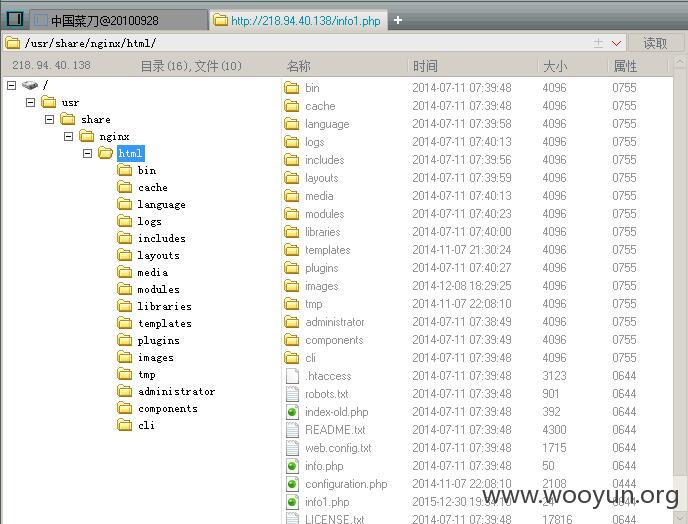 中国菜刀@20100928 http://218.94.40.138/info1.php
/usr/share/nginx/html/ 读取
218.94.40.138 目录(16),文件(10) 名称 时间 大小 属性
/
usr
share
nginx
html
bin
cache
language
logs
includes
layouts
media
modules
libraries
templates
plugins
images
tmp
administrator
components
cli
bin 2014-07-11 07:39:48 4096 0755
cache 2014-07-11 07:39:48 4096 0755
language 2014-07-11 07:39:58 4096 0755
logs 2014-07-11 07:40:13 4096 0755
includes 2014-07-11 07:39:56 4096 0755
layouts 2014-07-11 07:39:59 4096 0755
media 2014-07-11 07:40:13 4096 0755
modules 2014-07-11 07:40:23 4096 0755
libraries 2014-07-11 07:40:00 4096 0755
templates 2014-11-07 21:30:24 4096 0755
plugins 2014-07-11 07:40:27 4096 0755
images 2014-12-08 18:29:25 4096 0755
tmp 2014-11-07 22:08:10 4096 0755
administrator 2014-07-11 07:38:49 4096 0755
components 2014-07-11 07:38:49 4096 0755
cli 2014-07-11 07:39:48 4096 0755
.htaccess 2014-07-11 07:39:48 3123 0644
robots.txt 2014-07-11 07:39:48 901 0644
index-old.php 2014-07-11 07:39:48 392 0644
README.txt 2014-07-11 07:39:48 4300 0644
web.config.txt 2014-07-11 07:39:48 1715 0644
info.php 2014-07-11 07:39:48 50 0644
configuration.php 2014-11-07 22:08:10 2108 0444
info1.php 2015-12-30
LICENSE.txt 2014-07-11 07:39:48 17816 0644
www.wooyun.org